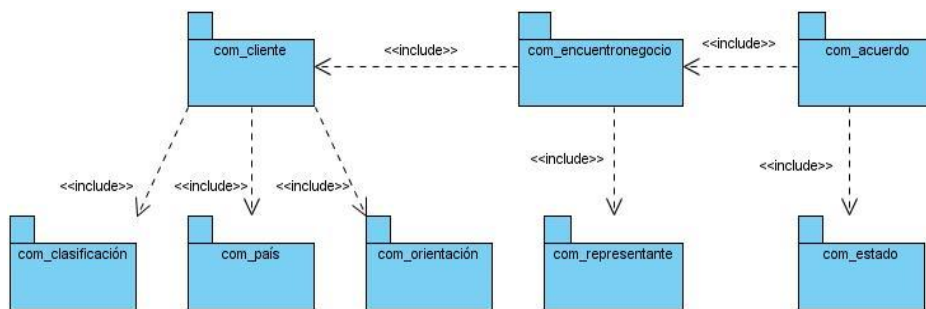 com_cliente
<<include>>
com_encuentronegocio
<<include>>
com_acuerdo
<<include>>
<<include>>
<<include>>
<<include>>
<<include>>
com_clasificación
com_país
com_orientación
com_representante
com_estado